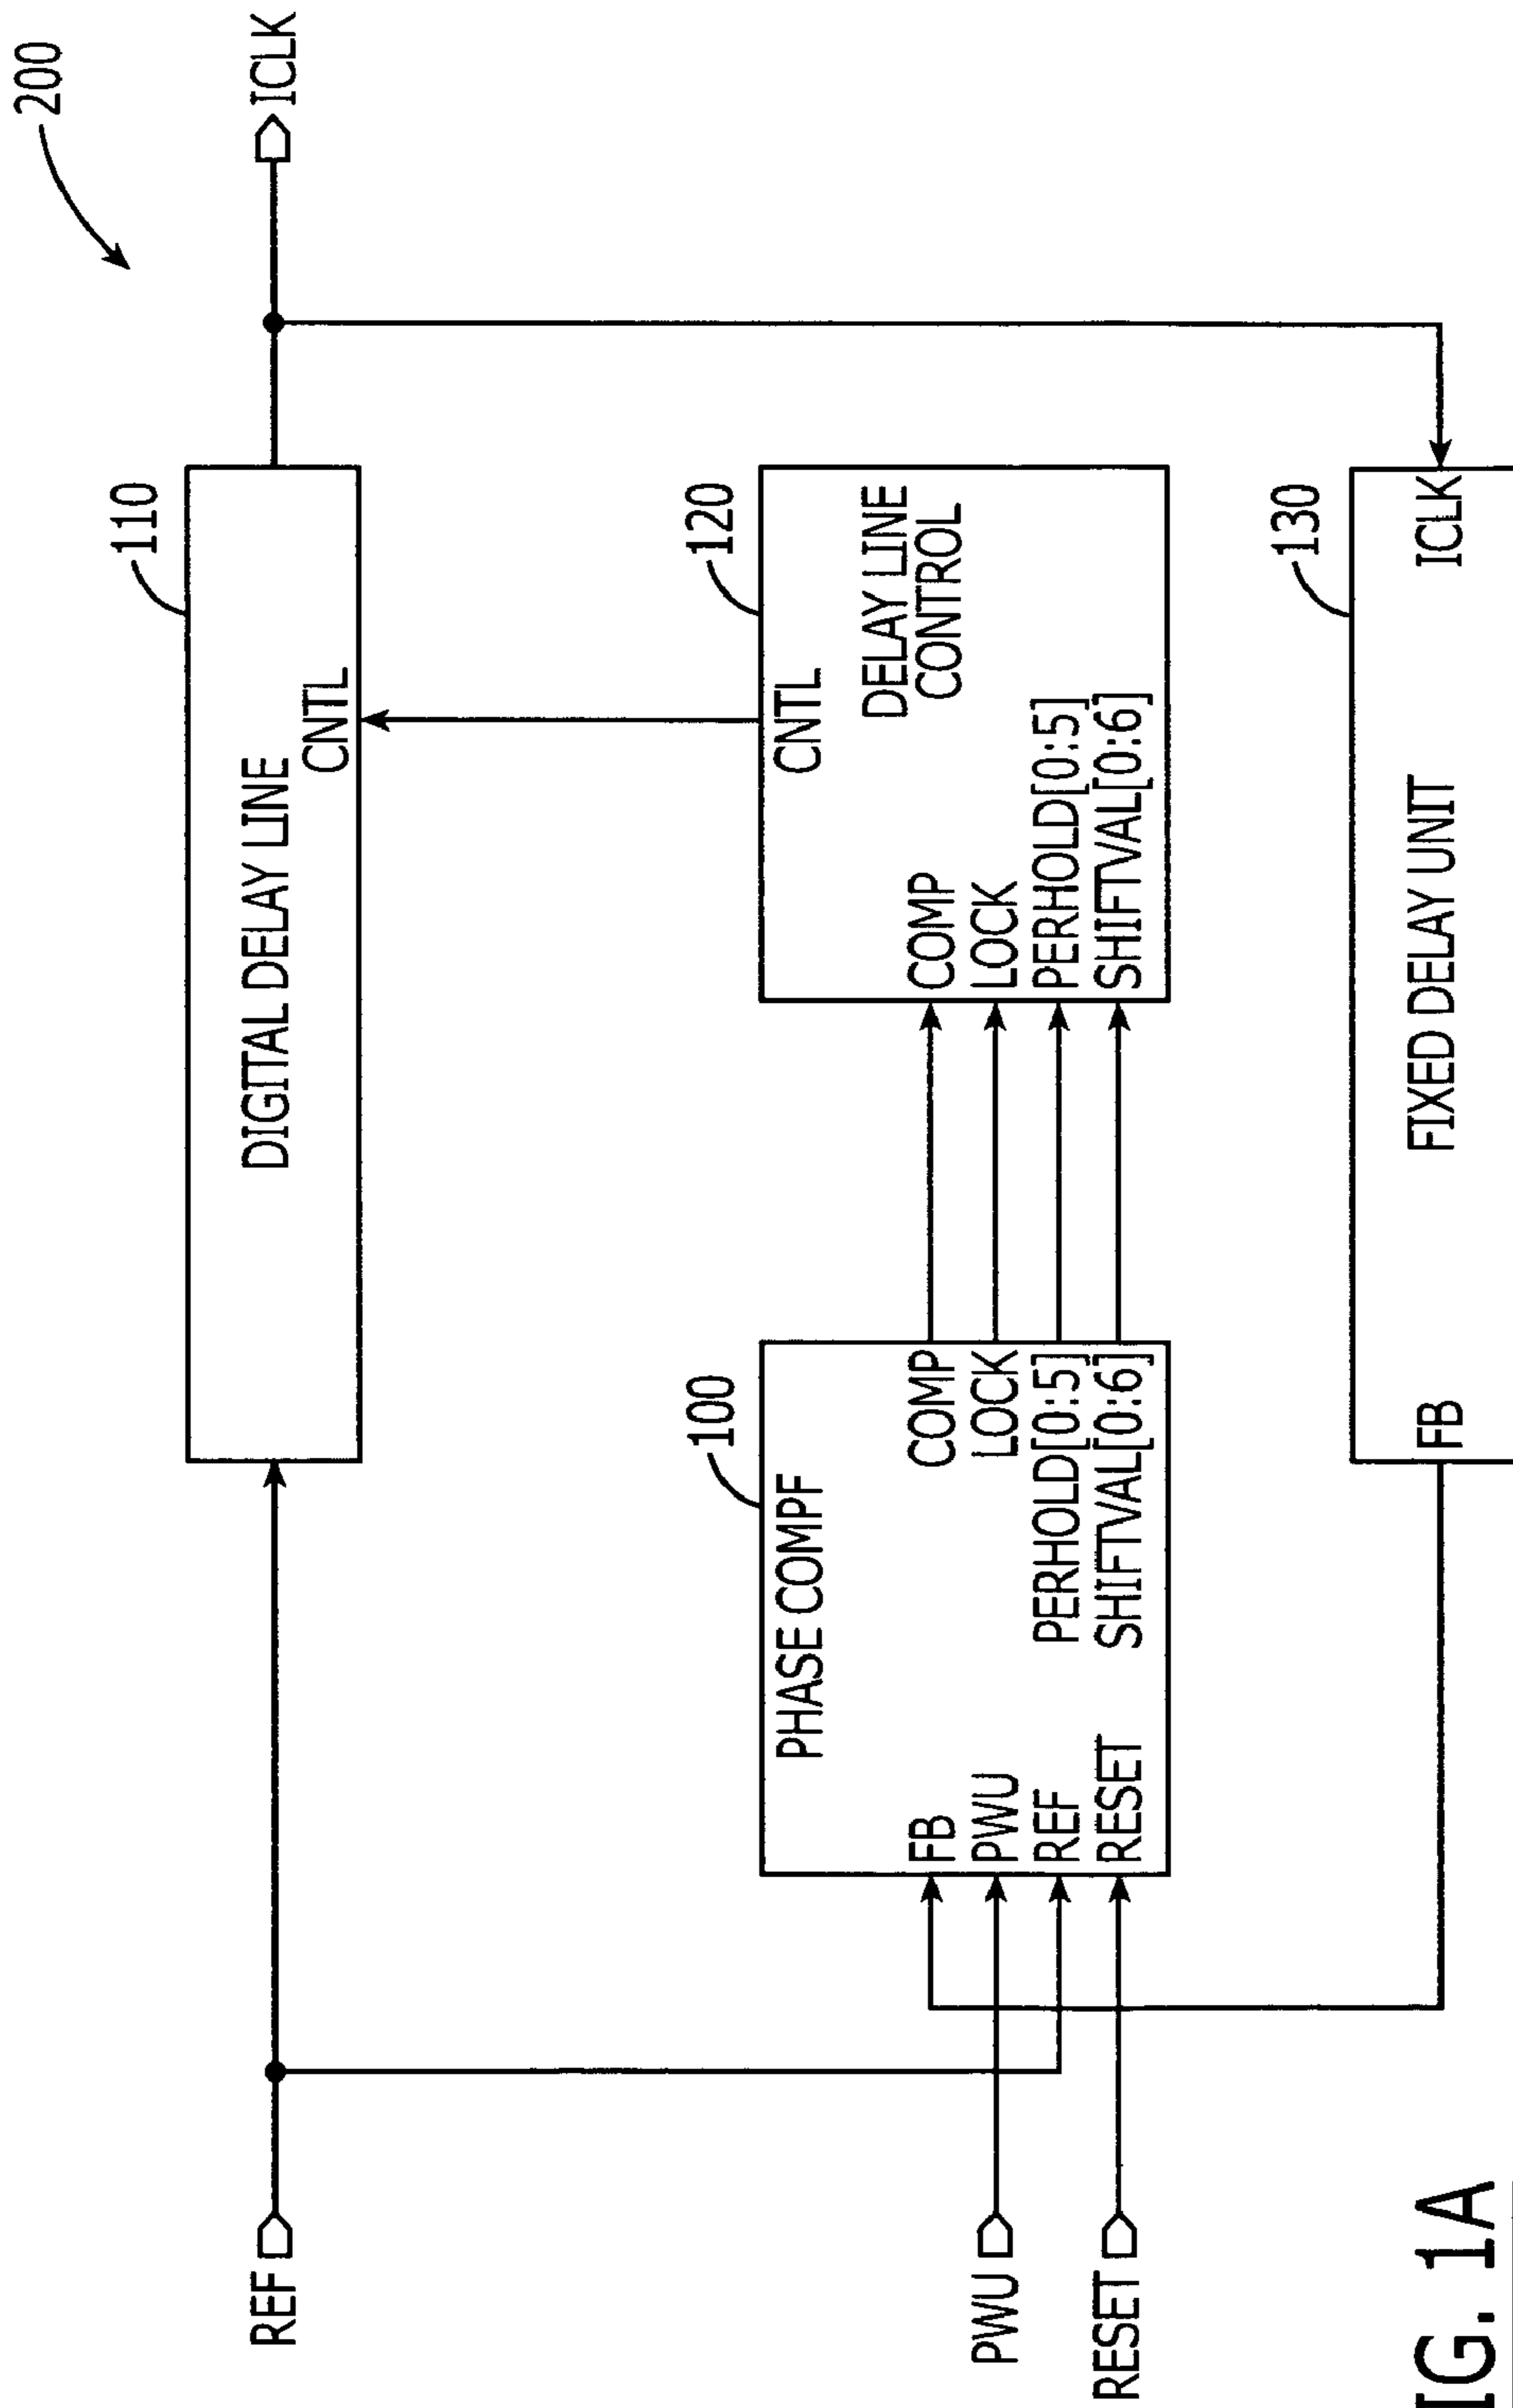 200
REF
ICLK
110
DIGITAL DELAY LINE
CNTL
100
PHASE COMPF
FB
PWU
REF
RESET
COMP
LOCK
PERHOLD[0:5]
SHIFTVAL[0:6]
120
CNTL
DELAY LINE
CONTROL
COMP
LOCK
PERHOLD[0:5]
SHIFTVAL[0:6]
PWU
RESET
130
FB
FIXED DELAY UNIT
ICLK
IG. 1A